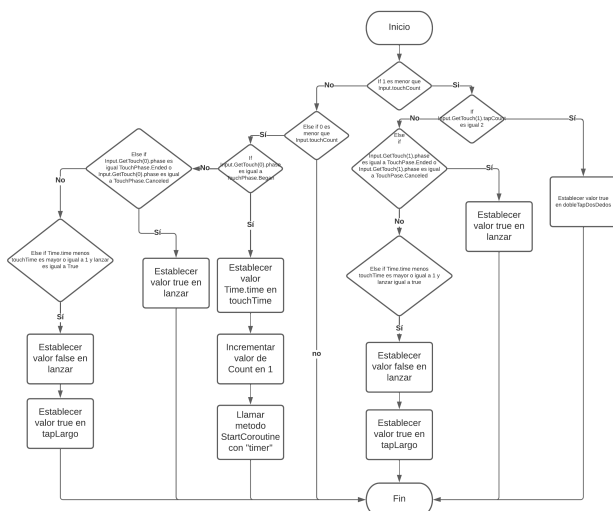 Inicio
If 1 es menor que
Input.touchCount
No
Si
If
Input.GetTouch(1).tapCount
es igual 2
No
Sí
Else if 0 es menor que
Input.touchCount
Sí
no
If
Input.GetTouch(0).phase
es igual a
TouchPhase.Began
No
Sí
Else if
Input.GetTouch(0).phase es
igual TouchPhase.Ended o
Input.GetTouch(0).phase es igual
a TouchPhase.Canceled
No
Sí
Else
if
Input.GetTouch(1).phase
es igual a
TouchPase.Ended o
Input.GetTouch(1).phase
es igual a
TouchPase.Canceled
Sí
No
Establecer valor true
en dobleTapDosDedos
Establecer
valor true en
lanzar
Else if Time.time menos
touchTime es mayor o igual a 1 y lanzar
es igual a True
Sí
Establecer
valor true en
lanzar
Establecer
valor
Time.time en
touchTime
Else if Time.time menos
touchTime es mayor o igual a 1 y
lanzar igual a true
Sí
Establecer
valor false en
lanzar
Incrementar
valor de
Count en 1
Establecer
valor false en
lanzar
Establecer
valor true en
tapLargo
Llamar
metodo
StartCoroutine
con "timer"
Establecer
valor true en
tapLargo
Fin